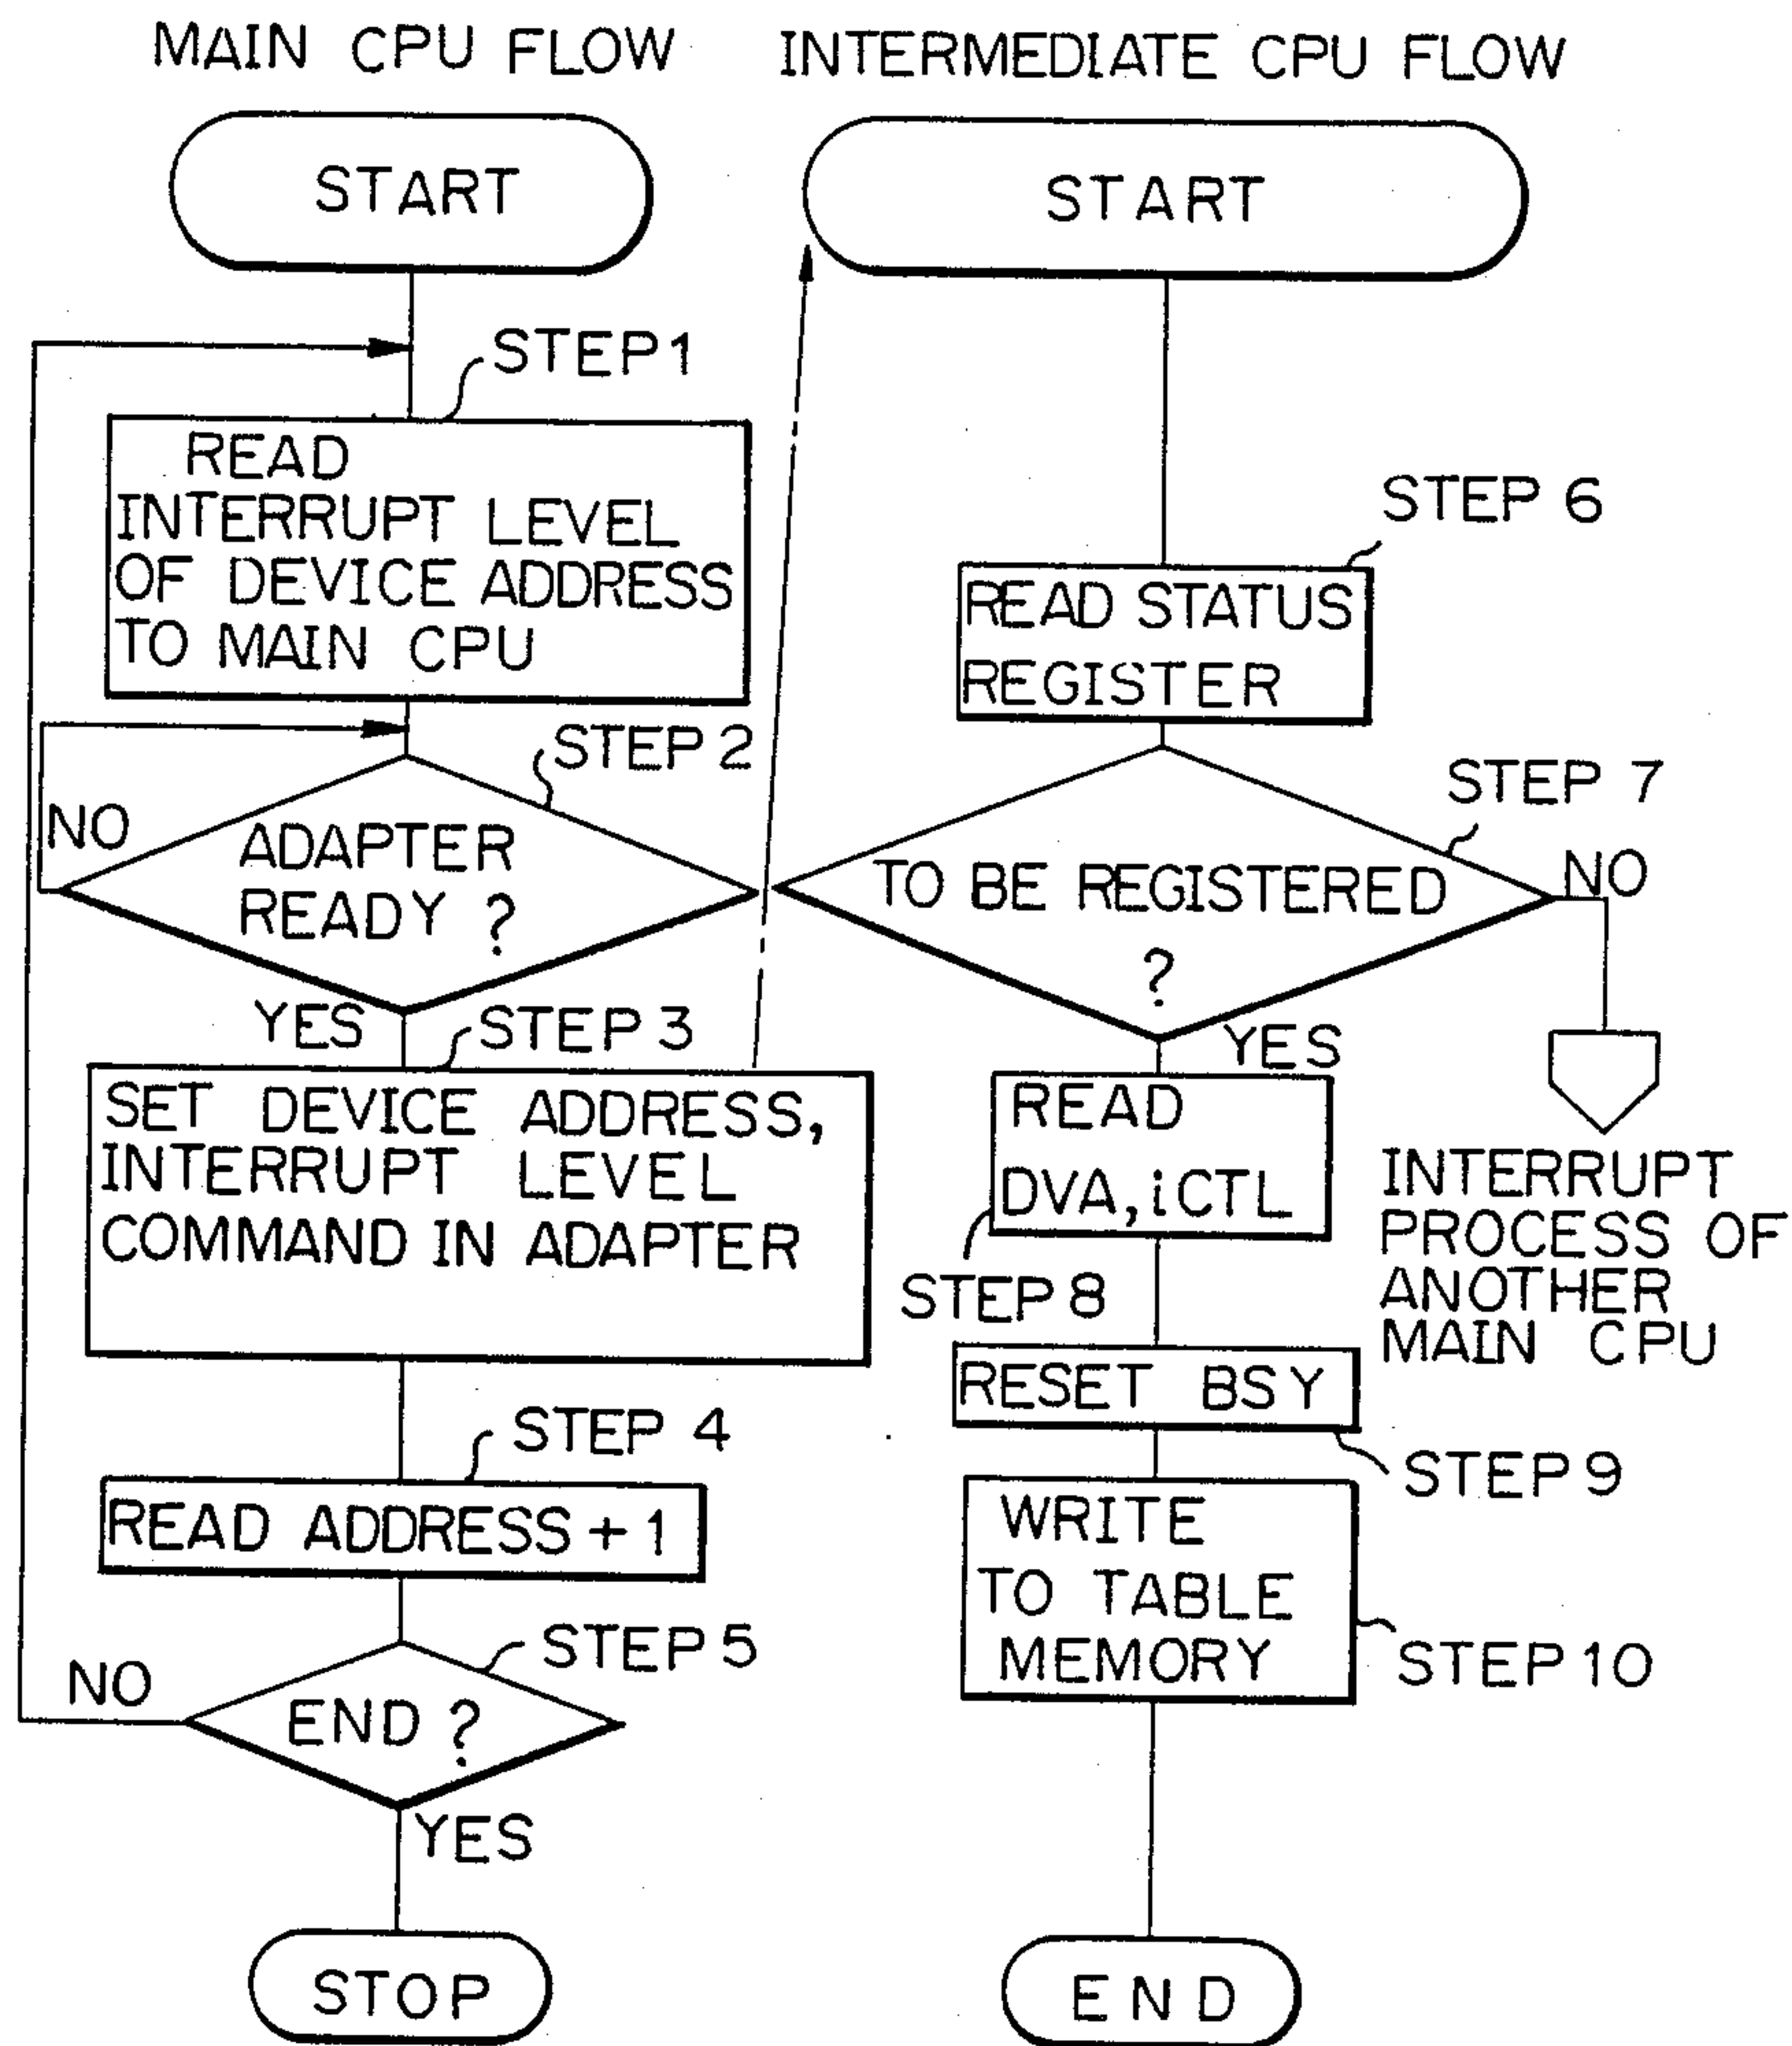 MAIN CPU FLOW
START
STEP 1
READ
INTERRUPT LEVEL
OF DEVICE ADDRESS
TO MAIN CPU
STEP 2
NO
ADAPTER
READY ?
YES
STEP 3
SET DEVICE ADDRESS,
INTERRUPT LEVEL
COMMAND IN ADAPTER
STEP 4
READ ADDRESS + 1
STEP 5
NO
END ?
YES
STOP
INTERMEDIATE CPU FLOW
START
STEP 6
READ STATUS
REGISTER
STEP 7
TO BE REGISTERED
?
NO
YES
READ
DVA, iCTL
STEP 8
INTERRUPT
PROCESS OF
ANOTHER
MAIN CPU
RESET BSY
STEP 9
WRITE
TO TABLE
MEMORY
STEP 10
END